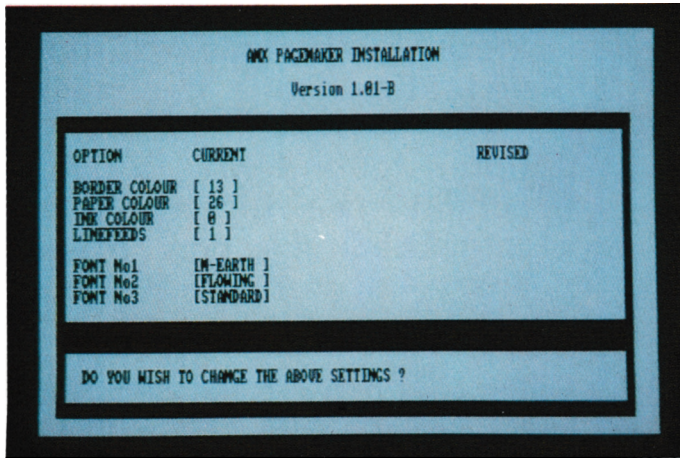 AMX PAGEMAKER INSTALLATION
Version 1.01-B
OPTION CURRENT REVISED
BORDER COLOUR [ 13 ]
PAPER COLOUR [ 26 ]
INK COLOUR [ 0 ]
LINEFEEDS [ 1 ]
FONT No1 [M-EARTH ]
FONT No2 [FLOWING ]
FONT No3 [STANDARD]
DO YOU WISH TO CHANGE THE ABOVE SETTINGS ?